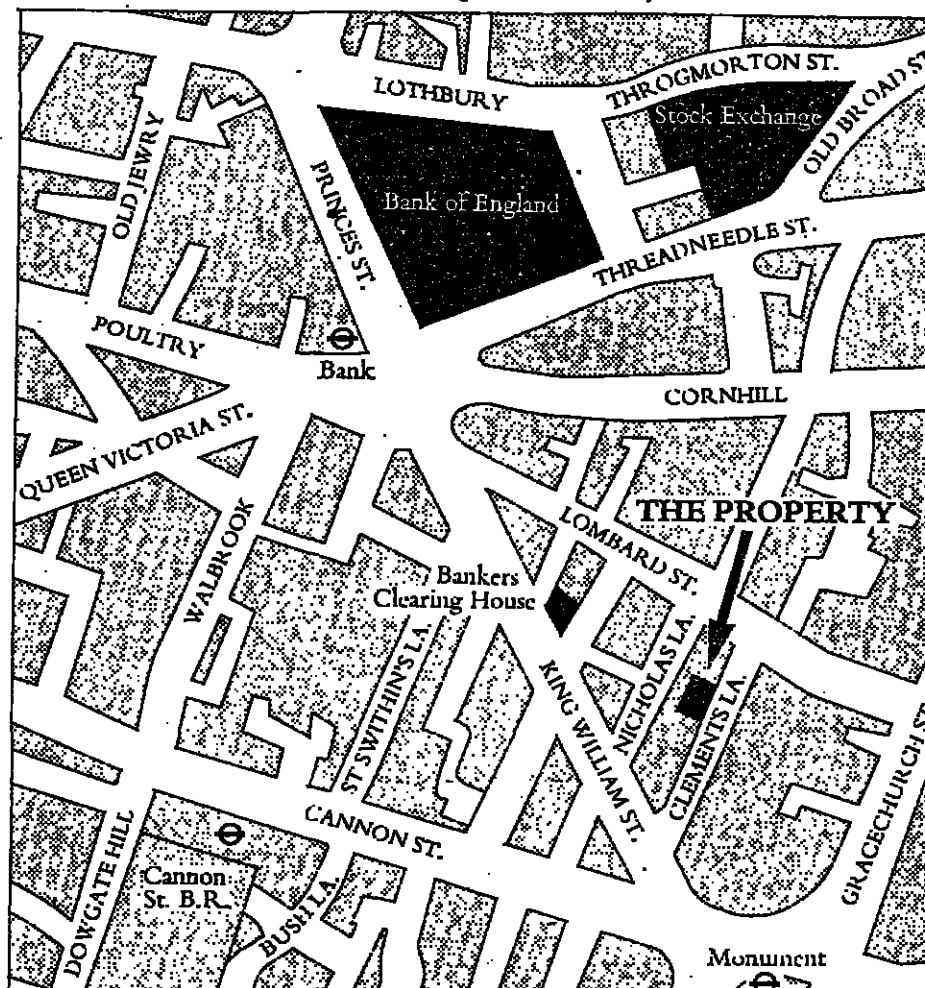 LOTHBURY
THROGMORTON ST.
OLD BROAD ST
Stock Exchange
OLD JEWRY
PRINCES ST.
Bank of England
THREADNEEDLE ST.
POULTRY
Bank
CORNHILL
QUEEN VICTORIA ST.
WALBROOK
LOMBARD ST.
THE PROPERTY
Bankers
Clearing House
ST SWITHIN'S LA.
KING WILLIAM ST.
NICHOLAS LA.
CLEMENTS LA.
GRACECHURCH ST
CANNON ST.
DOWGATE HILL
Cannon
St. B.R.
BUSH LA.
Monument